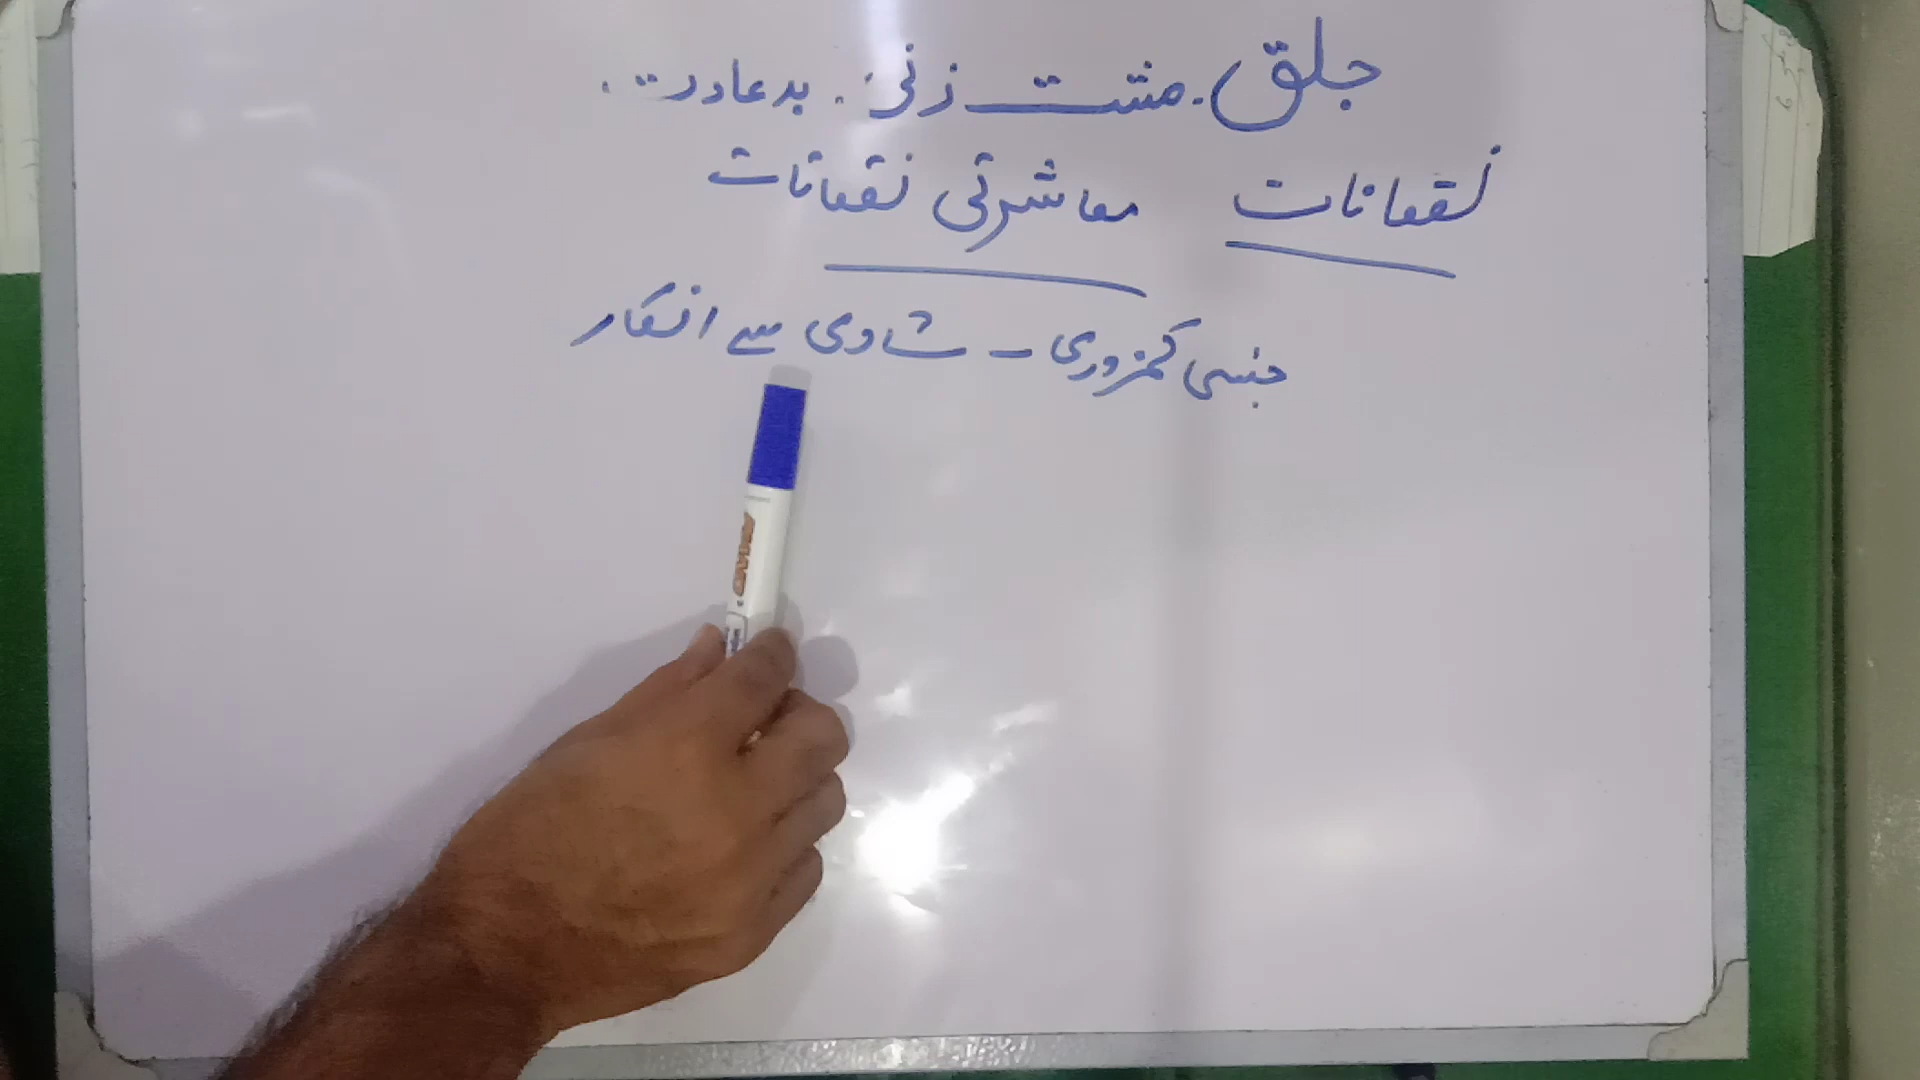 جلق . مشت زنی . بدعادت .
نقصانات معاشرتی نقصانات
جنسی کمزوری - شادی سے انکار